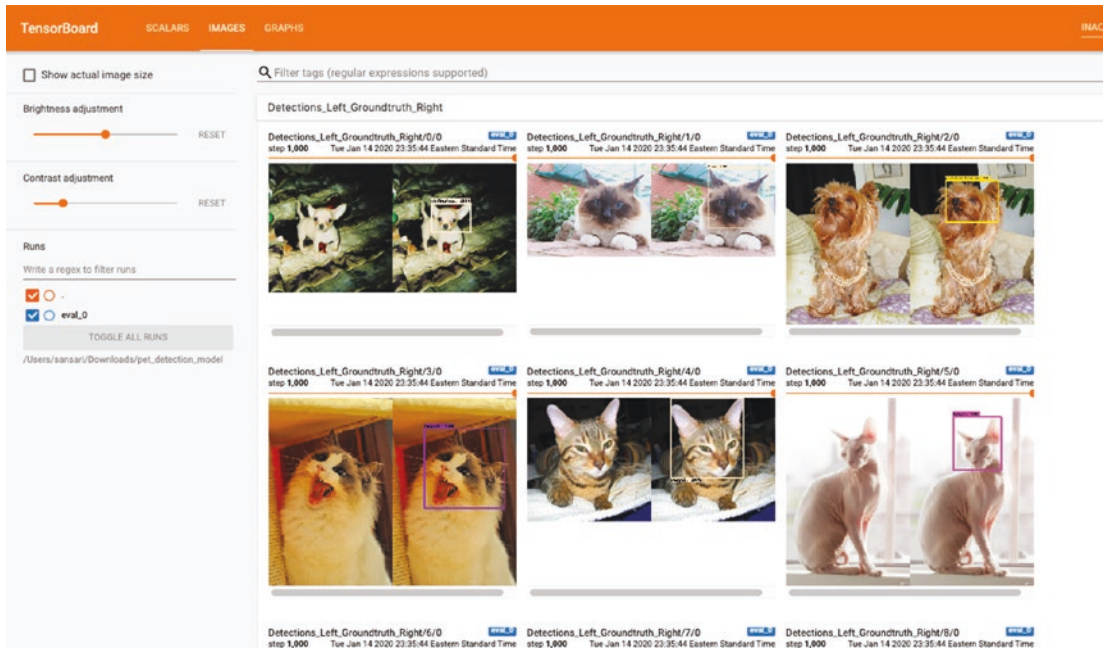 TensorBoard SCALARS IMAGES GRAPHS INAC
Show actual image size
Filter tags (regular expressions supported)
Brightness adjustment
RESET
Contrast adjustment
RESET
Runs
Write a regex to filter runs
.
eval_0
TOGGLE ALL RUNS
/Users/sansari/Downloads/pet_detection_model
Detections_Left_Groundtruth_Right
Detections_Left_Groundtruth_Right/0/0 eval_0
step 1,000 Tue Jan 14 2020 23:35:44 Eastern Standard Time
Detections_Left_Groundtruth_Right/1/0 eval_0
step 1,000 Tue Jan 14 2020 23:35:44 Eastern Standard Time
Detections_Left_Groundtruth_Right/2/0 eval_0
step 1,000 Tue Jan 14 2020 23:35:44 Eastern Standard Time
Detections_Left_Groundtruth_Right/3/0 eval_0
step 1,000 Tue Jan 14 2020 23:35:44 Eastern Standard Time
Detections_Left_Groundtruth_Right/4/0 eval_0
step 1,000 Tue Jan 14 2020 23:35:44 Eastern Standard Time
Detections_Left_Groundtruth_Right/5/0 eval_0
step 1,000 Tue Jan 14 2020 23:35:44 Eastern Standard Time
Detections_Left_Groundtruth_Right/6/0 eval_0
step 1,000 Tue Jan 14 2020 23:35:44 Eastern Standard Time
Detections_Left_Groundtruth_Right/7/0 eval_0
step 1,000 Tue Jan 14 2020 23:35:44 Eastern Standard Time
Detections_Left_Groundtruth_Right/8/0 eval_0
step 1,000 Tue Jan 14 2020 23:35:44 Eastern Standard Time